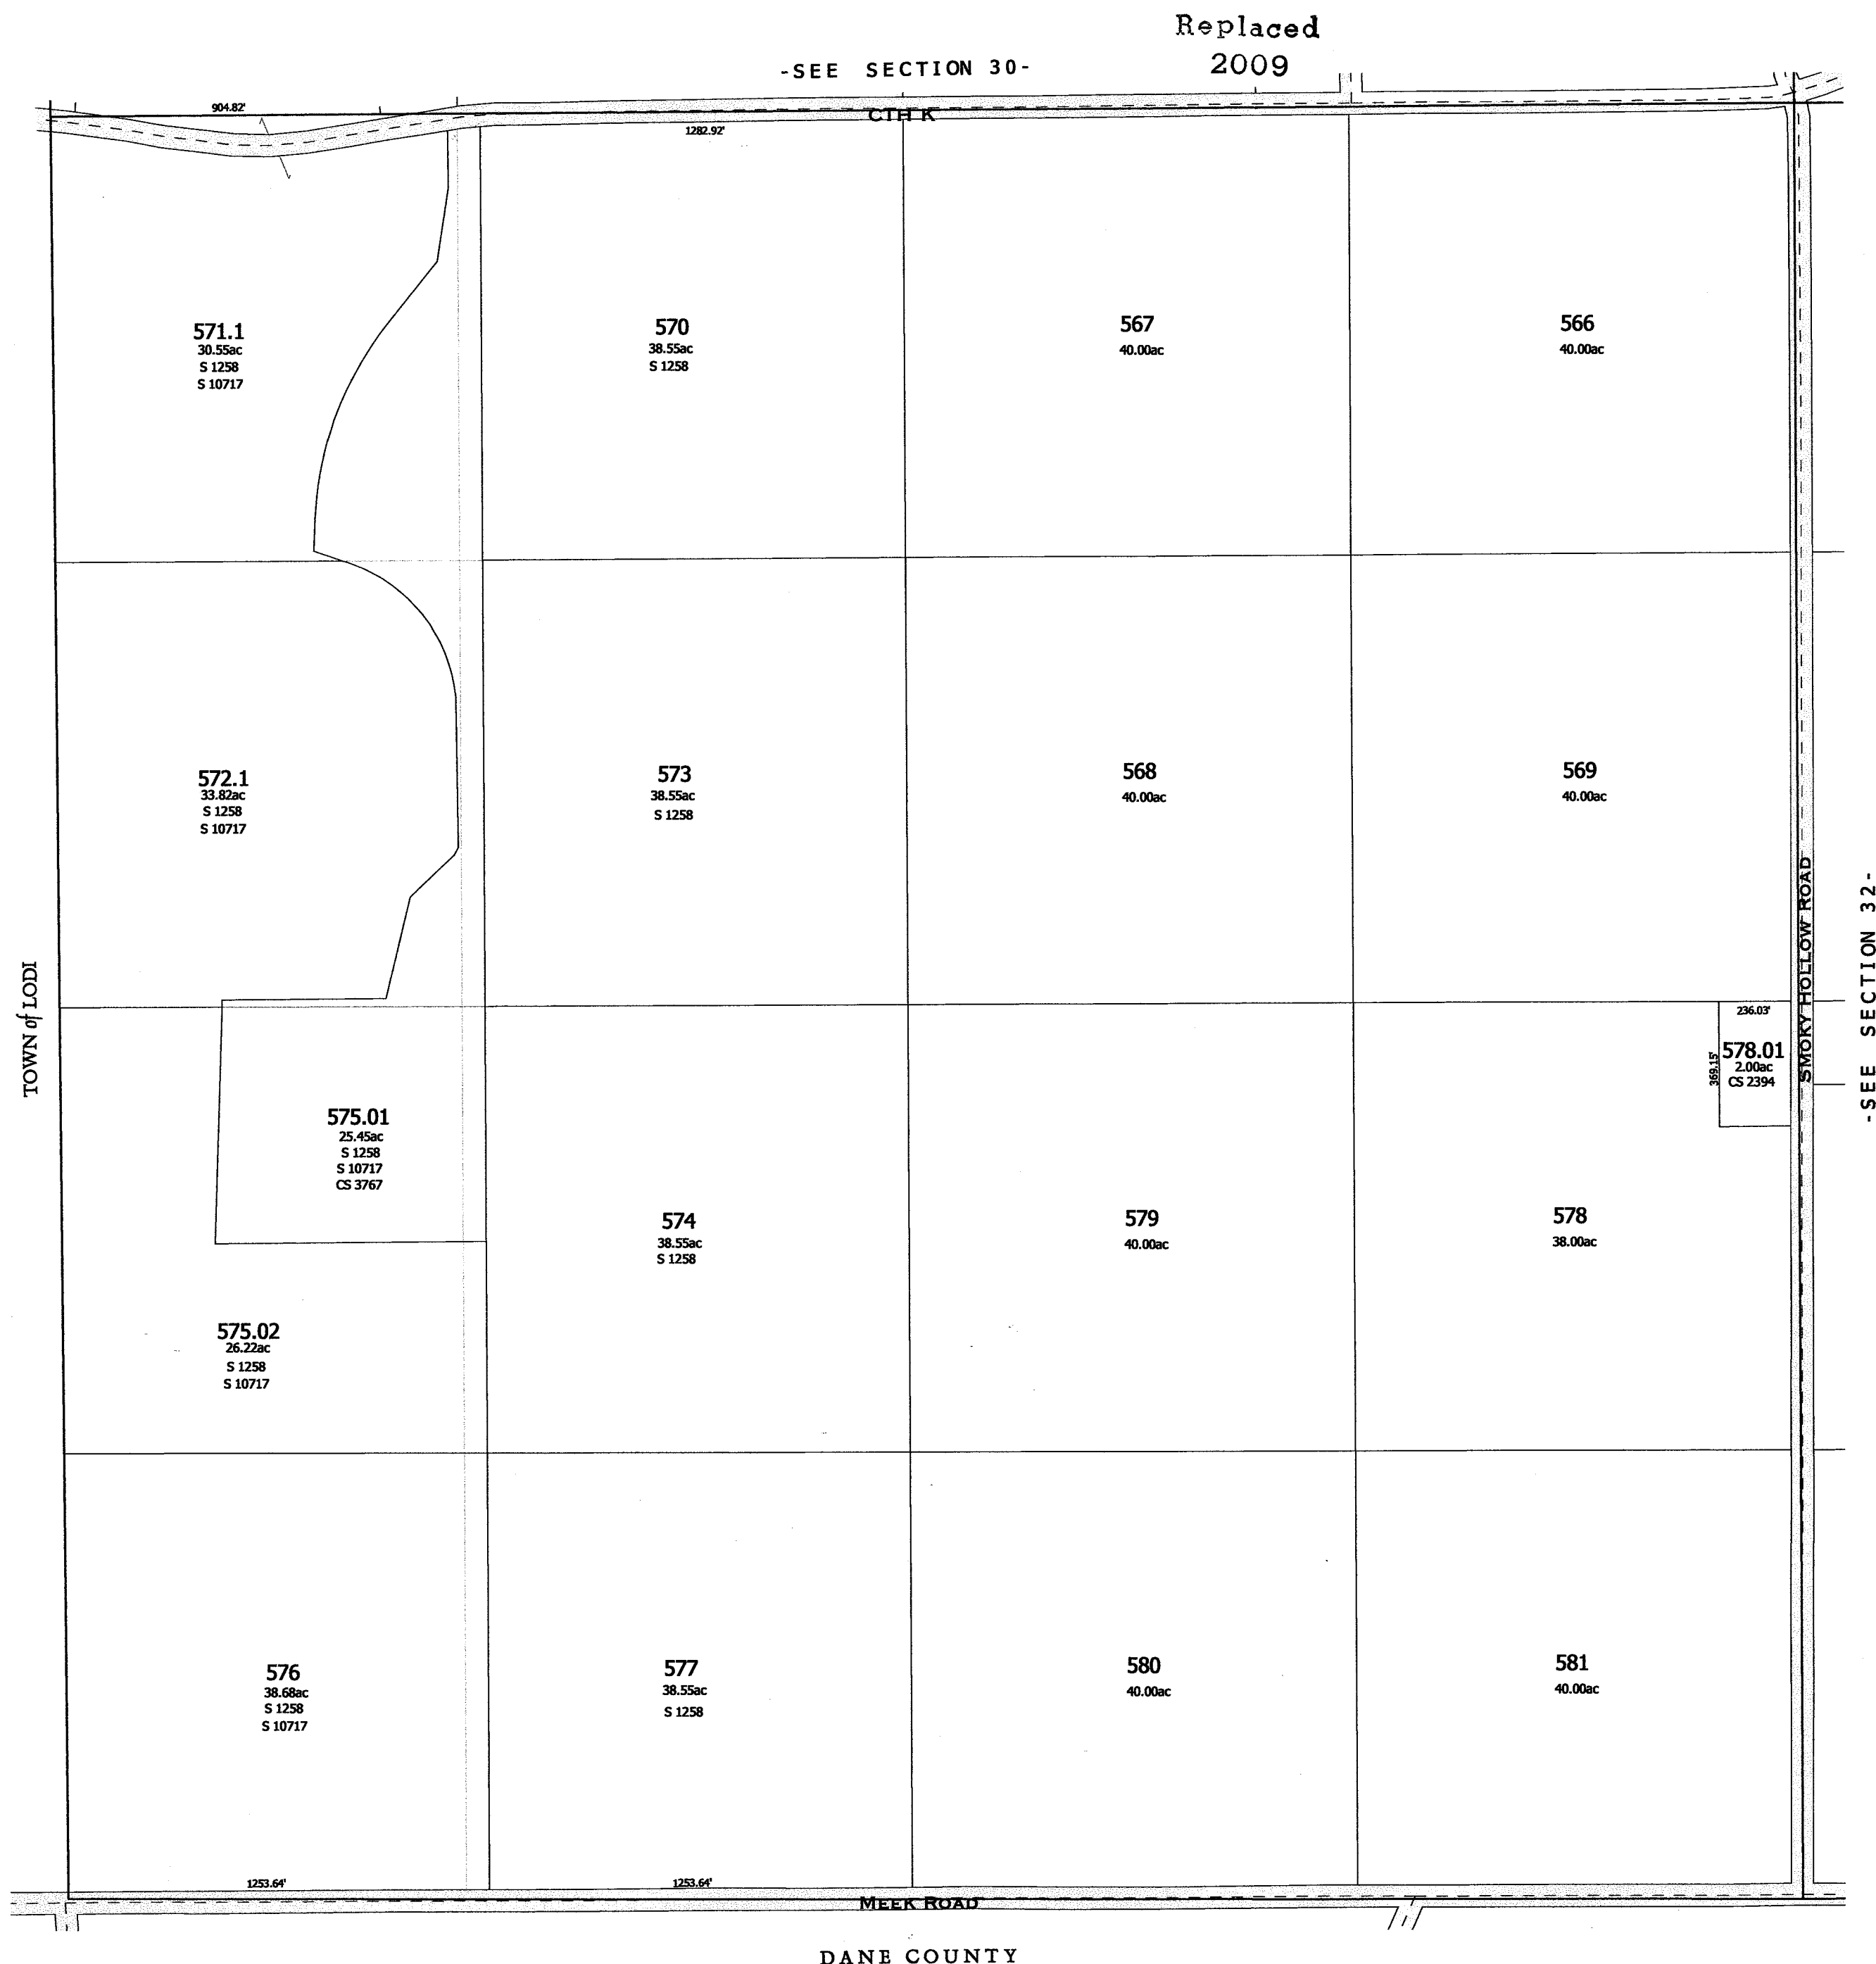 Replaced
2009
-SEE SECTION 30-
904.82'
CTH K
1282.92'
571.1
30.55ac
S 1258
S 10717
570
38.55ac
S 1258
567
40.00ac
566
40.00ac
572.1
33.82ac
S 1258
S 10717
573
38.55ac
S 1258
568
40.00ac
569
40.00ac
SMOKY HOLLOW ROAD
-SEE SECTION 32-
TOWN of LODI
236.03'
369.15'
578.01
2.00ac
CS 2394
575.01
25.45ac
S 1258
S 10717
CS 3767
574
38.55ac
S 1258
579
40.00ac
578
38.00ac
575.02
26.22ac
S 1258
S 10717
576
38.68ac
S 1258
S 10717
577
38.55ac
S 1258
580
40.00ac
581
40.00ac
1253.64'
1253.64'
MEEK ROAD
DANE COUNTY